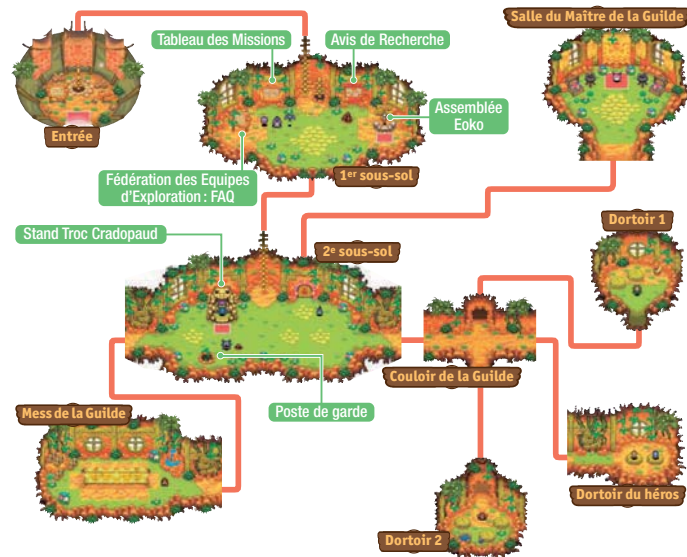 Salle du Maître de la Guilde
Tableau des Missions
Avis de Recherche
Entrée
Assemblée
Eoko
Fédération des Equipes
d'Exploration : FAQ
1er sous-sol
Dortoir 1
Stand Troc Cradopaud
2e sous-sol
Couloir de la Guilde
Mess de la Guilde
Poste de garde
Dortoir du héros
Dortoir 2